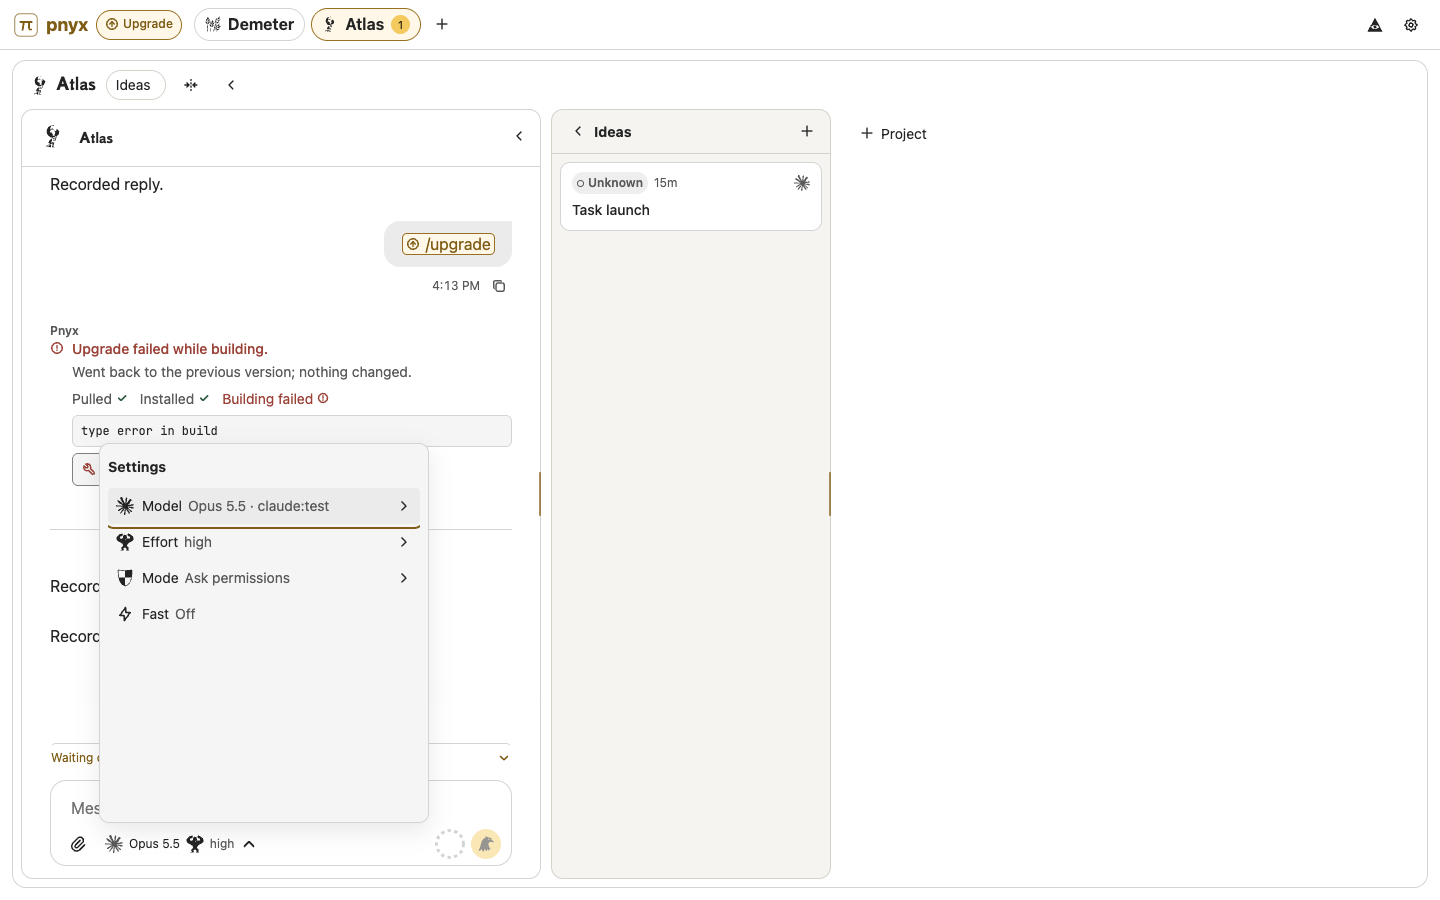 π pnyx Upgrade Demeter Atlas 1
Atlas Ideas
Atlas
Ideas
Project
Recorded reply.
Unknown 15m
Task launch
/upgrade
4:13 PM
Pnyx
Upgrade failed while building.
Went back to the previous version; nothing changed.
Pulled Installed Building failed
type error in build
Settings
Model Opus 5.5 · claude:test
Effort high
Mode Ask permissions
Fast Off
Waiting
Opus 5.5 high